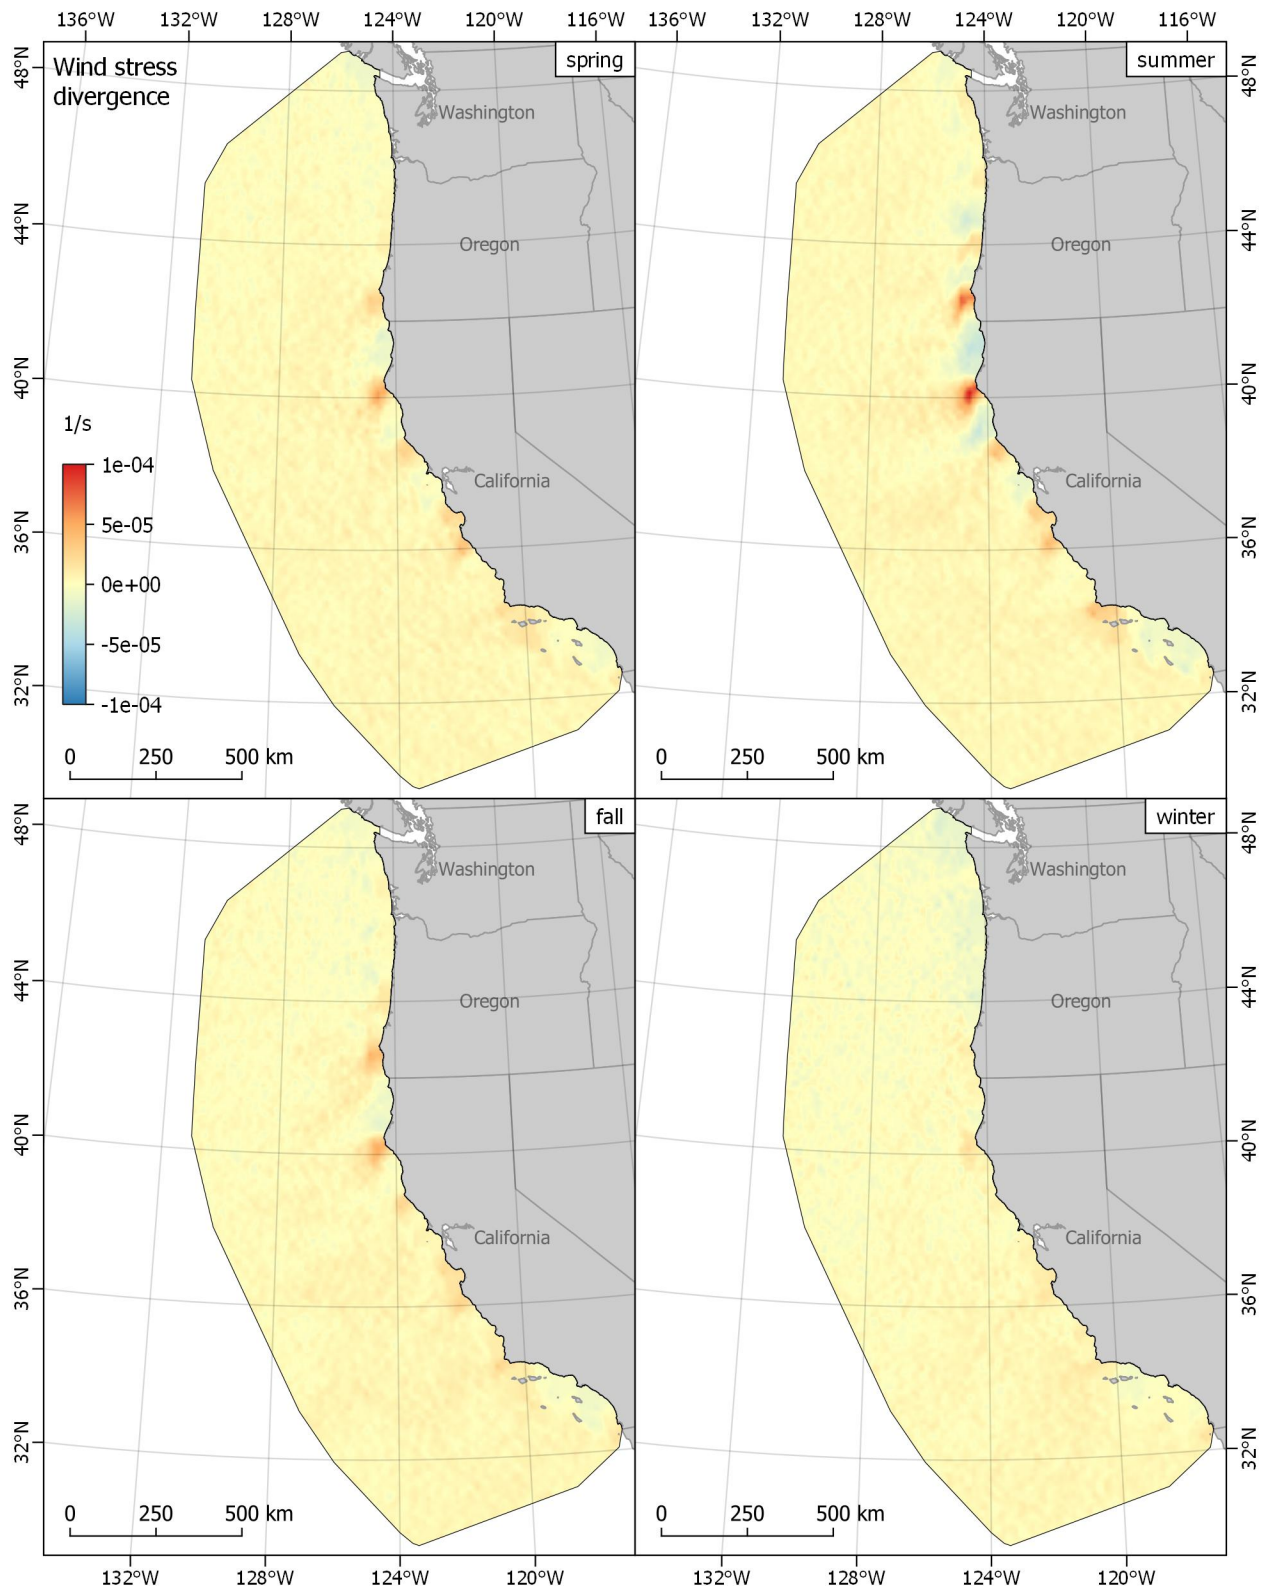 136°W 132°W 128°W 124°W 120°W 116°W 136°W 132°W 128°W 124°W 120°W 116°W
Wind stress
divergence
spring
48°N
44°N
40°N
36°N
32°N
Washington
Oregon
California
1/s
1e-04
5e-05
0e+00
-5e-05
-1e-04
0 250 500 km
summer
48°N
44°N
40°N
36°N
32°N
Washington
Oregon
California
0 250 500 km
fall
48°N
44°N
40°N
36°N
32°N
Washington
Oregon
California
0 250 500 km
winter
48°N
44°N
40°N
36°N
32°N
Washington
Oregon
California
0 250 500 km
132°W 128°W 124°W 120°W 132°W 128°W 124°W 120°W